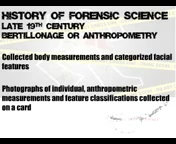 HISTORY OF FORENSIC SCIENCE
LATE 19TH CENTURY
BERTILLONAGE OR ANTHROPOMETRY
Collected body measurements and categorized facial
features
Photographs of individual, anthropometric
measurements and feature classifications collected
on a card